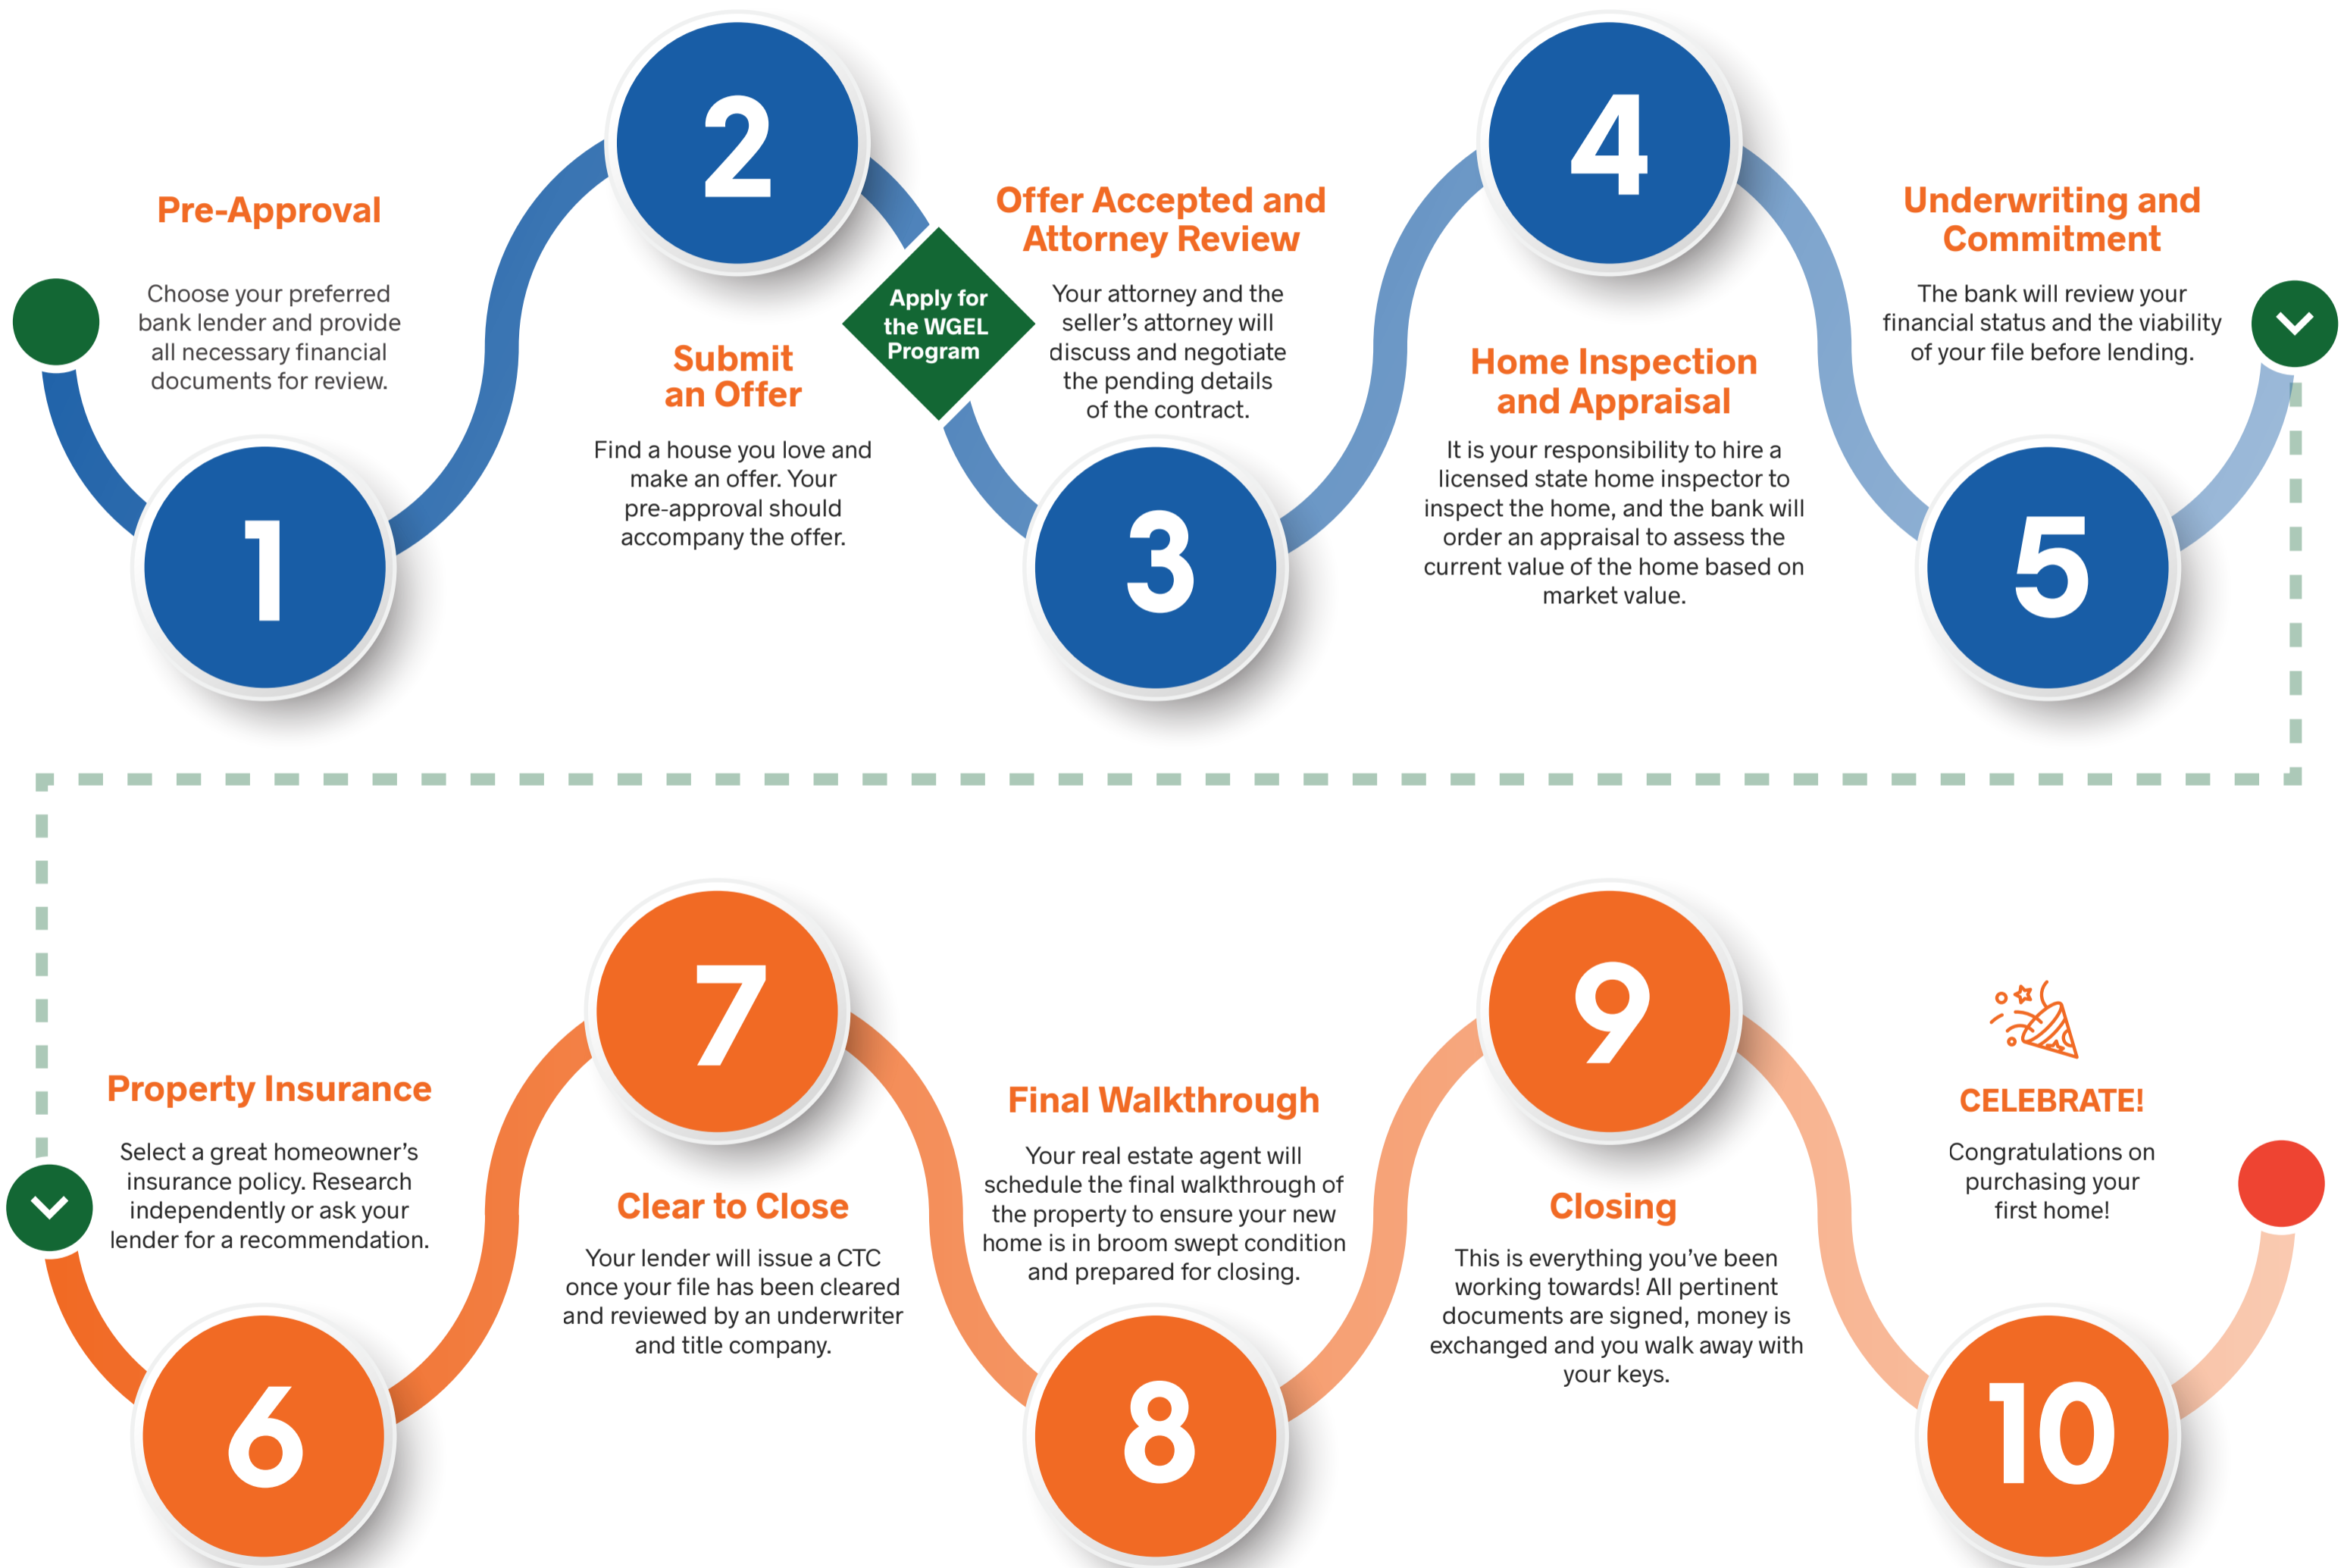 1
Pre-Approval
Choose your preferred
bank lender and provide
all necessary financial
documents for review.
2
Submit
an Offer
Find a house you love and
make an offer. Your
pre-approval should
accompany the offer.
Apply for
the WGEL
Program
3
Offer Accepted and
Attorney Review
Your attorney and the
seller’s attorney will
discuss and negotiate
the pending details
of the contract.
4
Home Inspection
and Appraisal
It is your responsibility to hire a
licensed state home inspector to
inspect the home, and the bank will
order an appraisal to assess the
current value of the home based on
market value.
5
Underwriting and
Commitment
The bank will review your
financial status and the viability
of your file before lending.
6
Property Insurance
Select a great homeowner’s
insurance policy. Research
independently or ask your
lender for a recommendation.
7
Clear to Close
Your lender will issue a CTC
once your file has been cleared
and reviewed by an underwriter
and title company.
8
Final Walkthrough
Your real estate agent will
schedule the final walkthrough of
the property to ensure your new
home is in broom swept condition
and prepared for closing.
9
Closing
This is everything you’ve been
working towards! All pertinent
documents are signed, money is
exchanged and you walk away with
your keys.
10
CELEBRATE!
Congratulations on
purchasing your
first home!